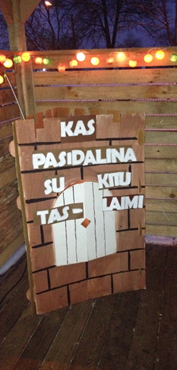 KAS
PASIDALINA
SU KITU
TAS - LAIMI